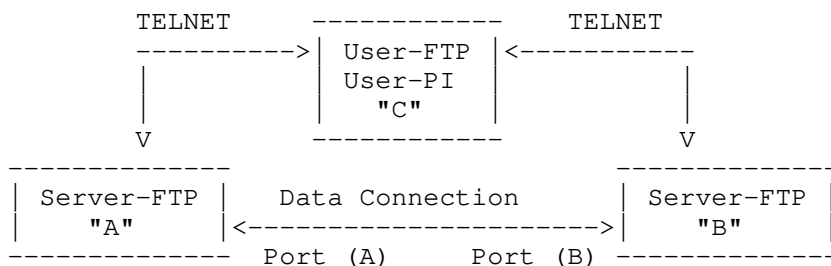 TELNET ------------ TELNET
---------->| User-FTP |<-----------
| | User-PI | |
| | "C" | |
V ------------ V
-------------- --------------
| Server-FTP | Data Connection | Server-FTP |
| "A" |<---------------------->| "B" |
-------------- Port (A) Port (B) --------------